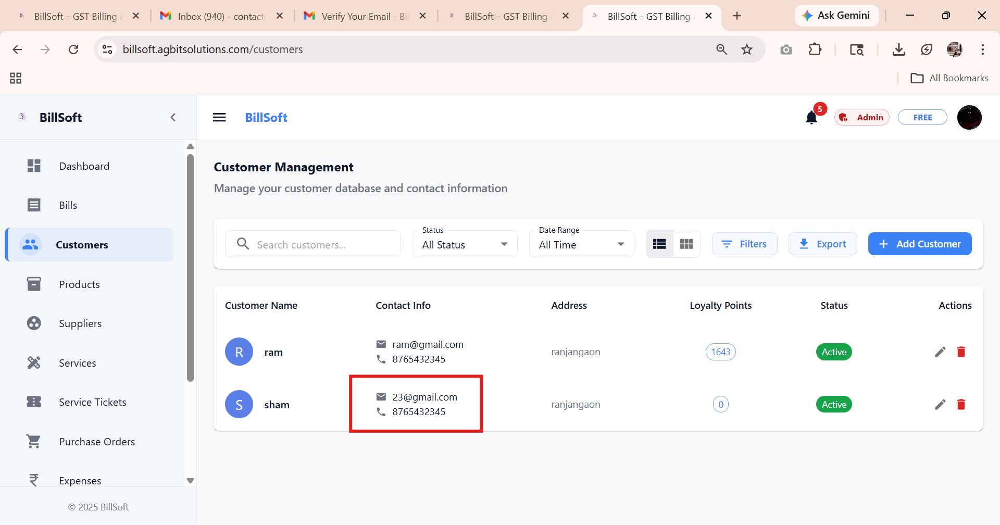 BillSoft – GST Billing &
Inbox (940) - contact
Verify Your Email - Bil
BillSoft – GST Billing
BillSoft – GST Billing
Ask Gemini
billsoft.agbitsolutions.com/customers
All Bookmarks
BS
BillSoft
BillSoft
5
Admin
FREE
Dashboard
Bills
Customers
Products
Suppliers
Services
Service Tickets
Purchase Orders
Expenses
© 2025 BillSoft
Customer Management
Manage your customer database and contact information
Search customers...
Status
All Status
Date Range
All Time
Filters
Export
Add Customer
Customer Name
Contact Info
Address
Loyalty Points
Status
Actions
R
ram
ram@gmail.com
8765432345
ranjangaon
1643
Active
S
sham
23@gmail.com
8765432345
ranjangaon
0
Active